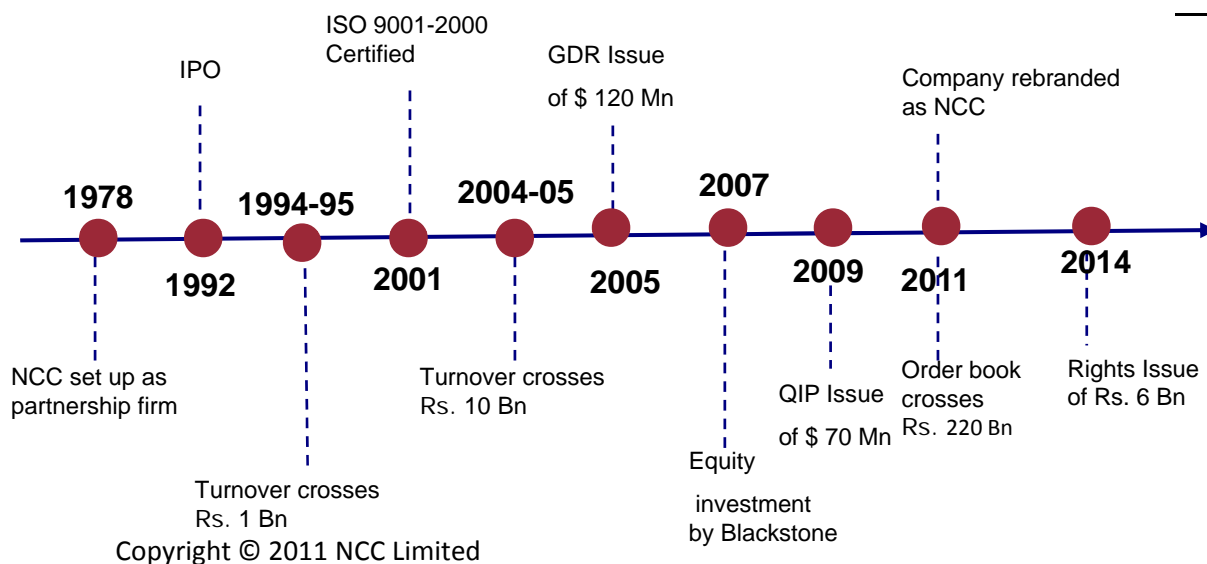 ISO 9001-2000
Certified
IPO
GDR Issue
of $ 120 Mn
Company rebranded
as NCC
1978
1994-95
2004-05
2007
1992
2001
2005
2009
2011
2014
NCC set up as
partnership firm
Turnover crosses
Rs. 1 Bn
Turnover crosses
Rs. 10 Bn
Equity
investment
by Blackstone
QIP Issue
of $ 70 Mn
Order book
crosses
Rs. 220 Bn
Rights Issue
of Rs. 6 Bn
Copyright © 2011 NCC Limited